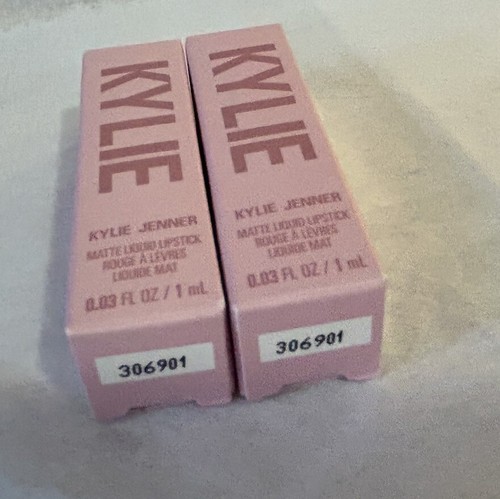 KYLIE
KYLIE JENNER
MATTE LIQUID LIPSTICK
ROUGE À LÈVRES
LIQUIDE MAT
0.03 FL OZ / 1 mL
306901
KYLIE
KYLIE JENNER
MATTE LIQUID LIPSTICK
ROUGE À LÈVRES
LIQUIDE MAT
0.03 FL OZ / 1 mL
306901